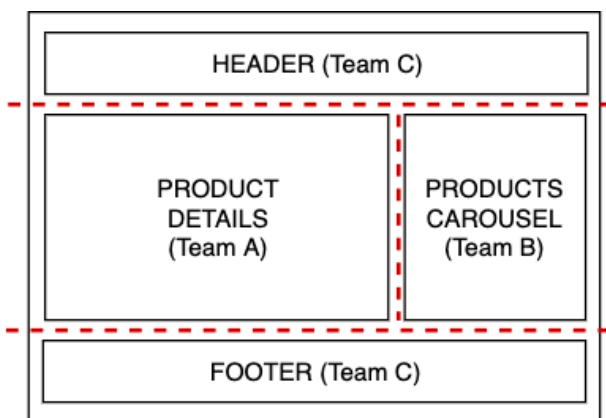 HEADER (Team C)
PRODUCT
DETAILS
(Team A)
PRODUCTS
CAROUSEL
(Team B)
FOOTER (Team C)